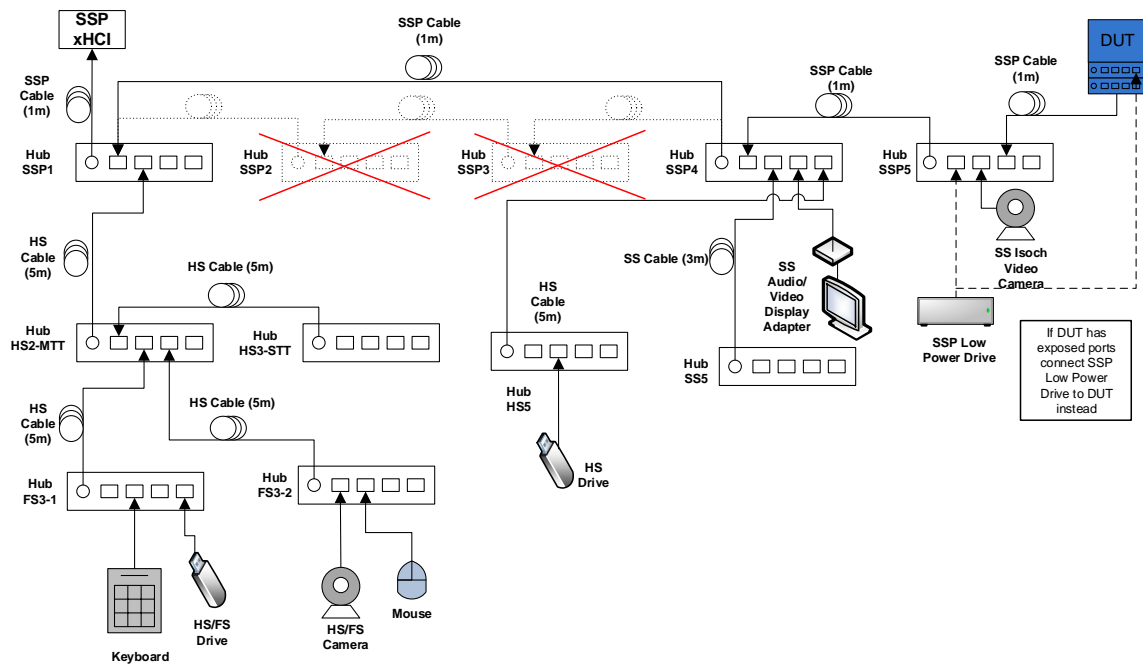 SSP
xHCI
SSP
Cable
(1m)
SSP Cable
(1m)
SSP Cable
(1m)
SSP Cable
(1m)
DUT
Hub
SSP1
Hub
SSP2
Hub
SSP3
Hub
SSP4
Hub
SSP5
HS
Cable
(5m)
HS Cable (5m)
SS Cable (3m)
HS
Cable
(5m)
SS
Audio/
Video
Display
Adapter
SS Isoch
Video
Camera
SSP Low
Power Drive
If DUT has
exposed ports
connect SSP
Low Power
Drive to DUT
instead
Hub
HS2-MTT
Hub
HS3-STT
Hub
HS5
Hub
SS5
HS
Cable
(5m)
HS Cable (5m)
HS
Drive
Hub
FS3-1
Hub
FS3-2
Keyboard
HS/FS
Drive
HS/FS
Camera
Mouse